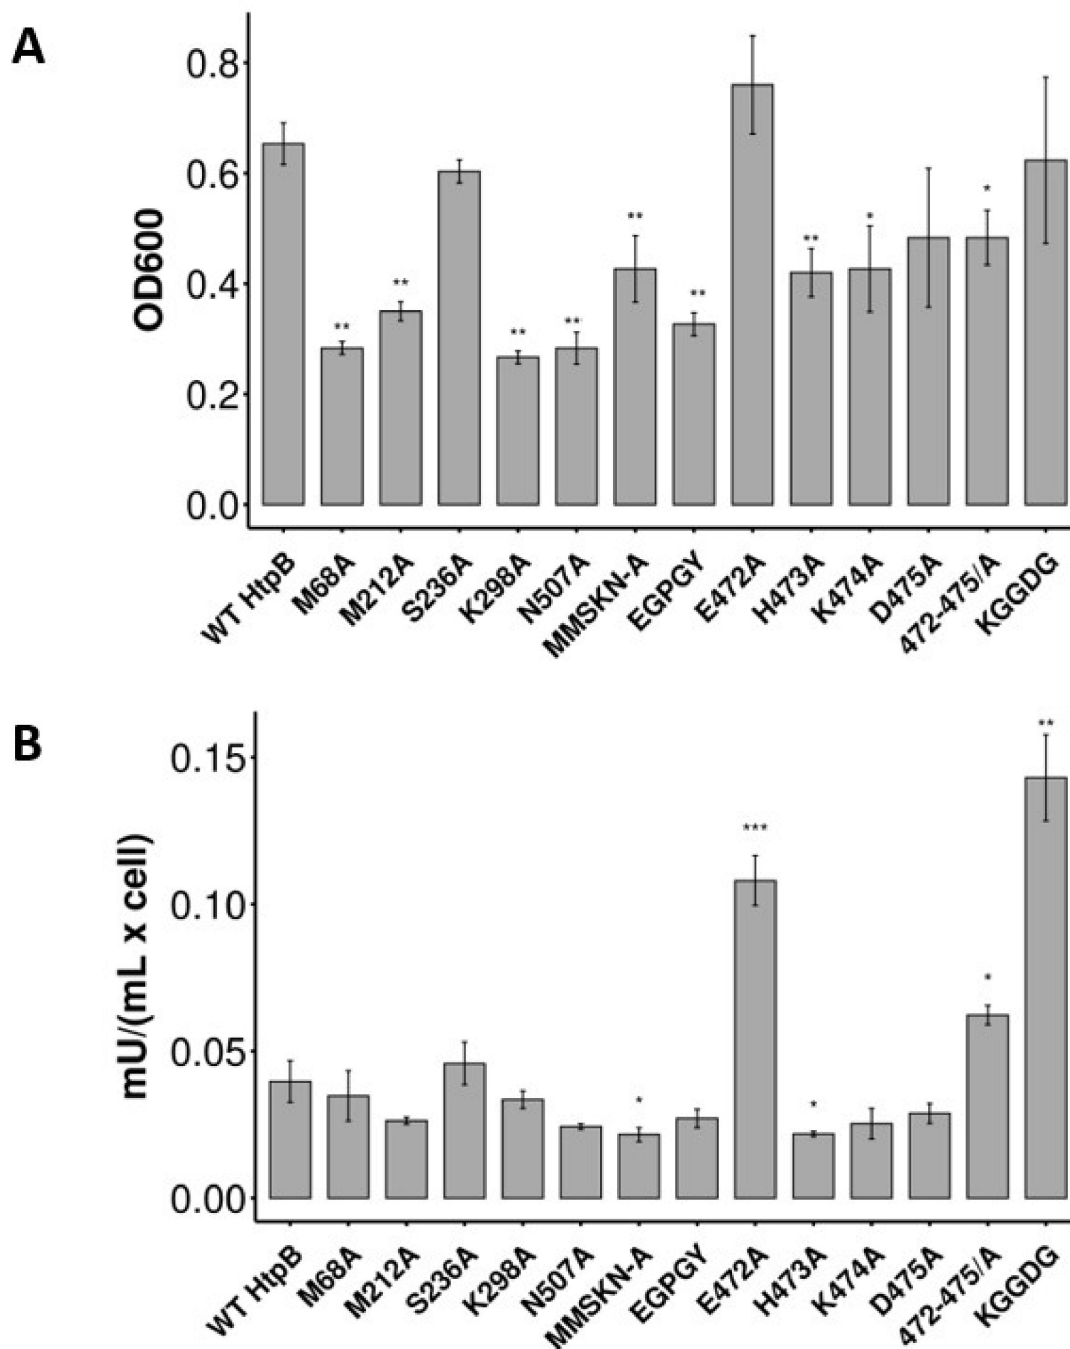 A
OD600
0.8
0.6
0.4
0.2
0.0
** ** ** ** ** ** ** * *
WT HtpB M68A M212A S236A K298A N507A MMSKN-A EGPGY E472A H473A K474A D475A 472-475/A KGGDG
B
mU/(mL x cell)
0.15
0.10
0.05
0.00
* *** * * **
WT HtpB M68A M212A S236A K298A N507A MMSKN-A EGPGY E472A H473A K474A D475A 472-475/A KGGDG